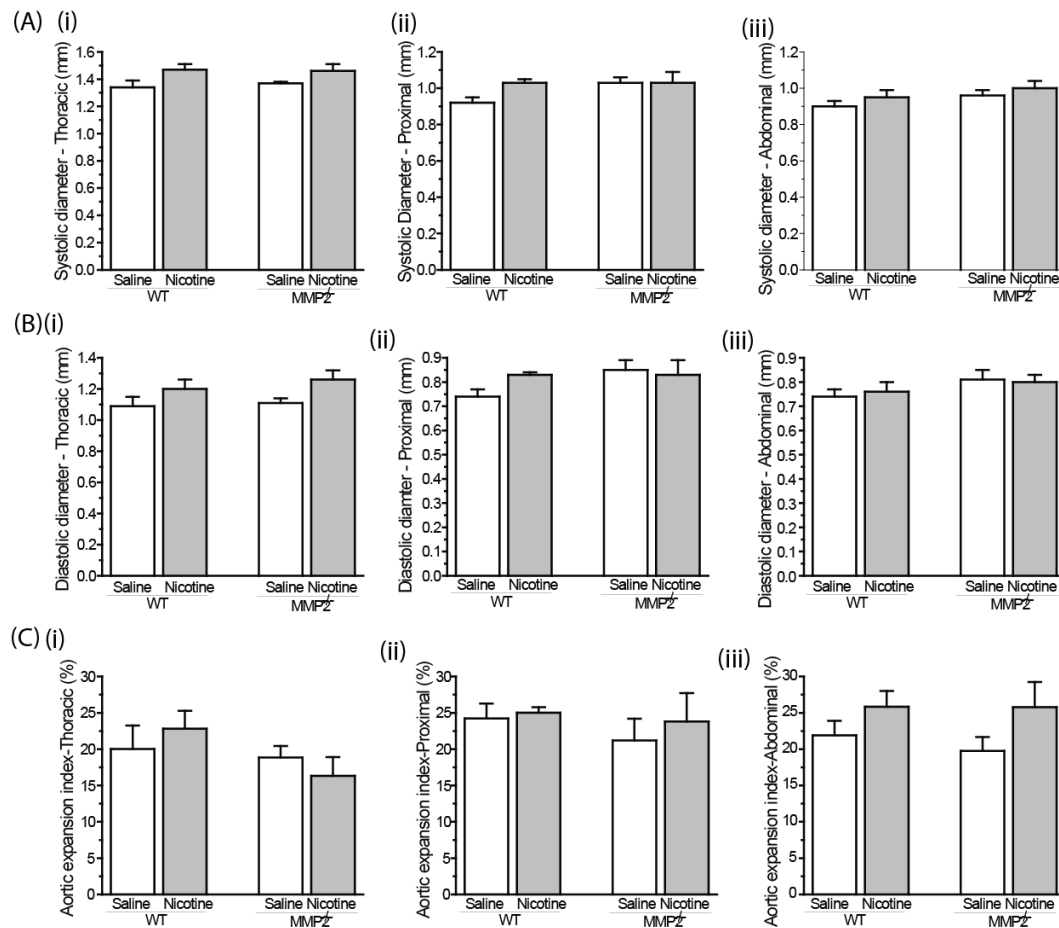 (A) (i)
Systolic diameter - Thoracic (mm)
1.6
1.4
1.2
1.0
0.8
0.6
0.4
0.2
0.0
Saline Nicotine Saline Nicotine
WT MMP2-/-
(ii)
Systolic Diameter - Proximal (mm)
1.2
1.0
0.8
0.6
0.4
0.2
0.0
Saline Nicotine Saline Nicotine
WT MMP2-/-
(iii)
Systolic diameter - Abdominal (mm)
1.2
1.0
0.8
0.6
0.4
0.2
0.0
Saline Nicotine Saline Nicotine
WT MMP2-/-
(B)(i)
Diastolic diameter - Thoracic (mm)
1.4
1.2
1.0
0.8
0.6
0.4
0.2
0.0
Saline Nicotine Saline Nicotine
WT MMP2-/-
(ii)
Diastolic diamter - Proximal (mm)
0.9
0.8
0.7
0.6
0.5
0.4
0.3
0.2
0.1
0.0
Saline Nicotine Saline Nicotine
WT MMP2-/-
(iii)
Diastolic diameter - Abdominal (mm)
0.9
0.8
0.7
0.6
0.5
0.4
0.3
0.2
0.1
0.0
Saline Nicotine Saline Nicotine
WT MMP2-/-
(C) (i)
Aortic expansion index-Thoracic (%)
30
25
20
15
10
5
0
Saline Nicotine Saline Nicotine
WT MMP2-/-
(ii)
Aortic expansion index-Proximal (%)
30
25
20
15
10
5
0
Saline Nicotine Saline Nicotine
WT MMP2-/-
(iii)
Aortic expansion index-Abdominal (%)
30
25
20
15
10
5
0
Saline Nicotine Saline Nicotine
WT MMP2-/-